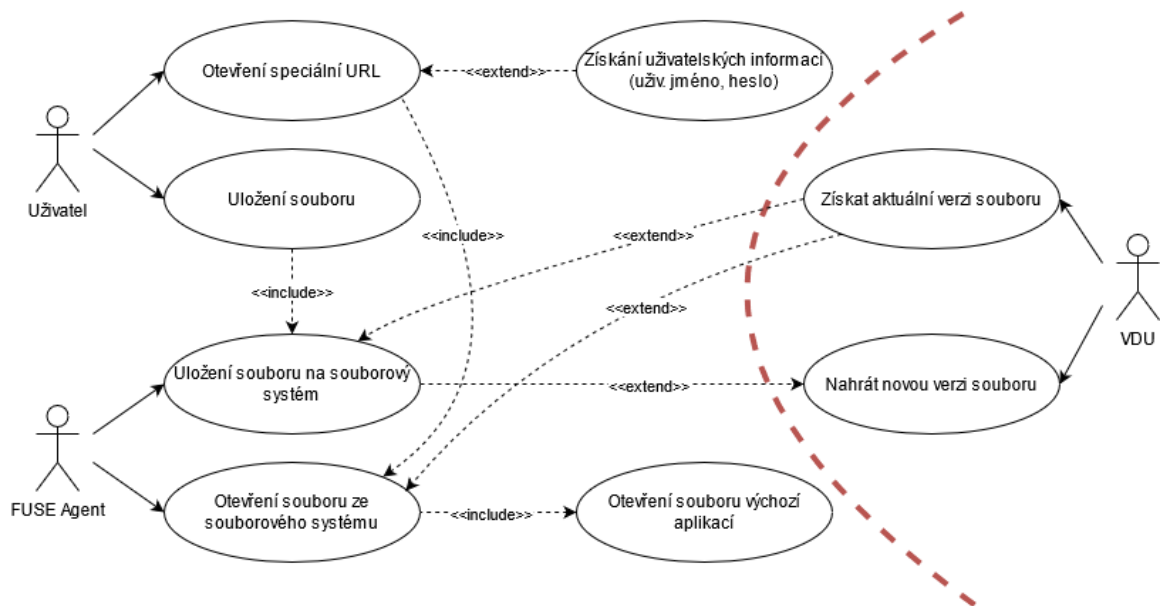 Otevření speciální URL
<<extend>>
Získání uživatelských informací
(uživ. jméno, heslo)
Uživatel
Uložení souboru
Získat aktuální verzi souboru
<<include>>
<<extend>>
<<include>>
<<extend>>
VDU
Uložení souboru na souborový
systém
<<extend>>
Nahrát novou verzi souboru
FUSE Agent
Otevření souboru ze
souborového systému
<<include>>
Otevření souboru výchozí
aplikací